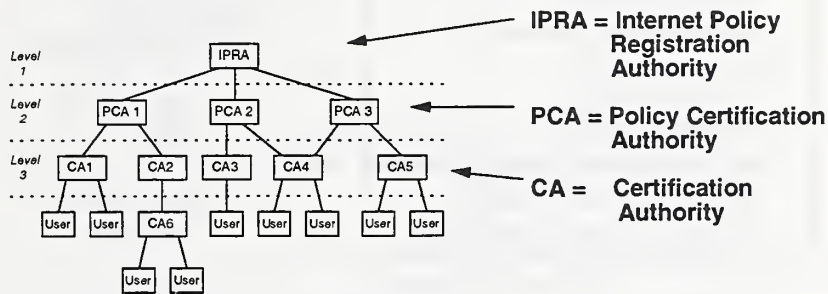 IPRA = Internet Policy
Registration
Authority
Level
1
IPRA
Level
2
PCA 1
PCA 2
PCA 3
PCA = Policy Certification
Authority
Level
3
CA1
CA2
CA3
CA4
CA5
CA = Certification
Authority
User
User
CA6
User
User
User
User
User
User
User